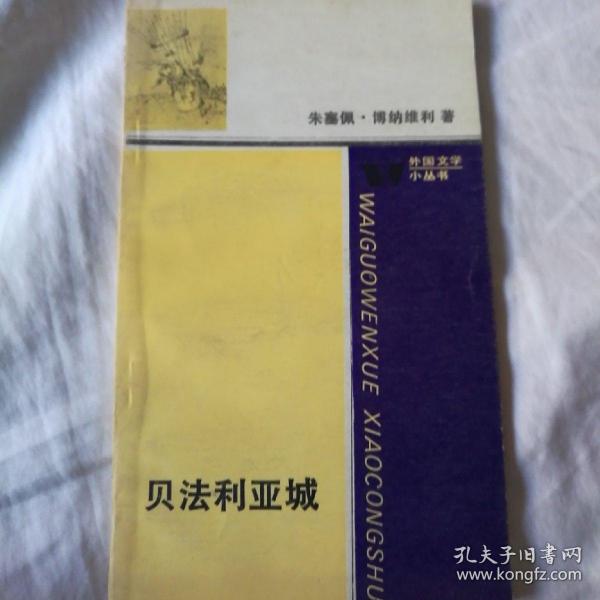 朱塞佩·博纳维利 著
外国文学
小丛书
WAIGUOWENXUE XIAOCONGSHU
贝法利亚城
孔夫子旧书网
www.kongfz.com